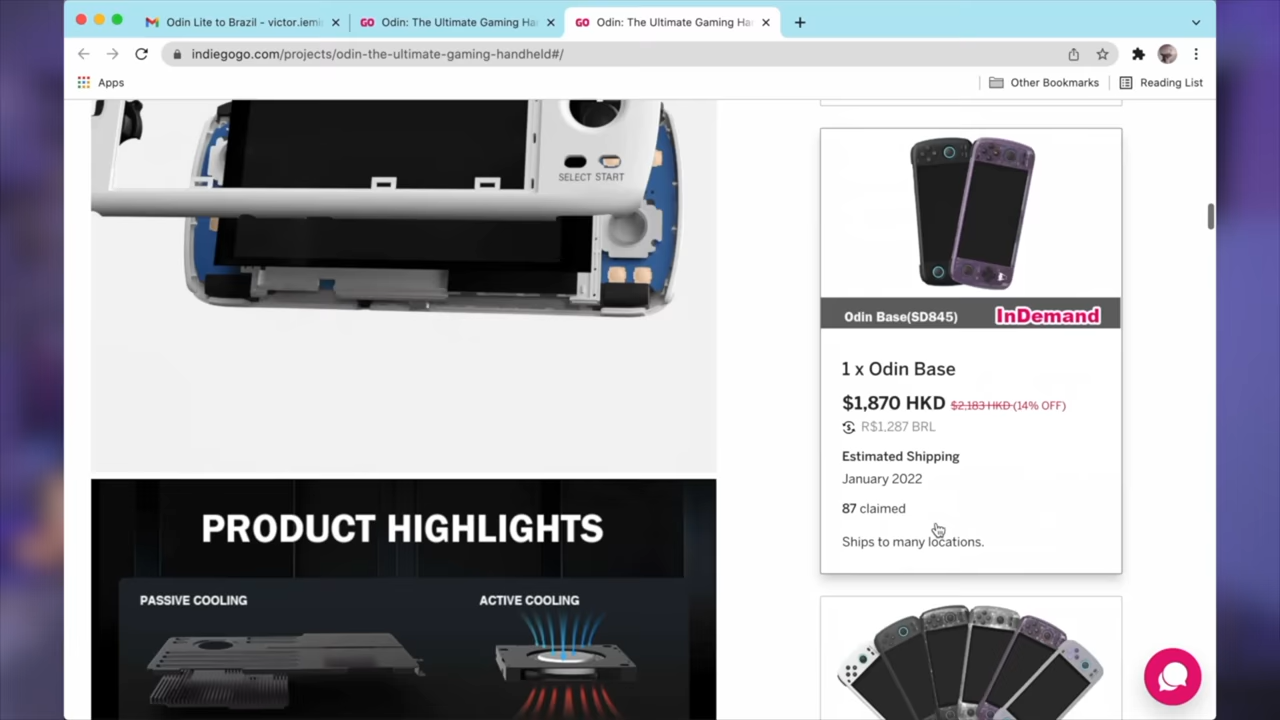 Odin Lite to Brazil - victor.iemin
Odin: The Ultimate Gaming Ha
Odin: The Ultimate Gaming Ha
indiegogo.com/projects/odin-the-ultimate-gaming-handheld#/
Apps
Other Bookmarks
Reading List
SELECT START
Odin Base(SD845)
InDemand
1 x Odin Base
$1,870 HKD $2,183 HKD (14% OFF)
R$1,287 BRL
Estimated Shipping
January 2022
87 claimed
Ships to many locations.
PRODUCT HIGHLIGHTS
PASSIVE COOLING
ACTIVE COOLING